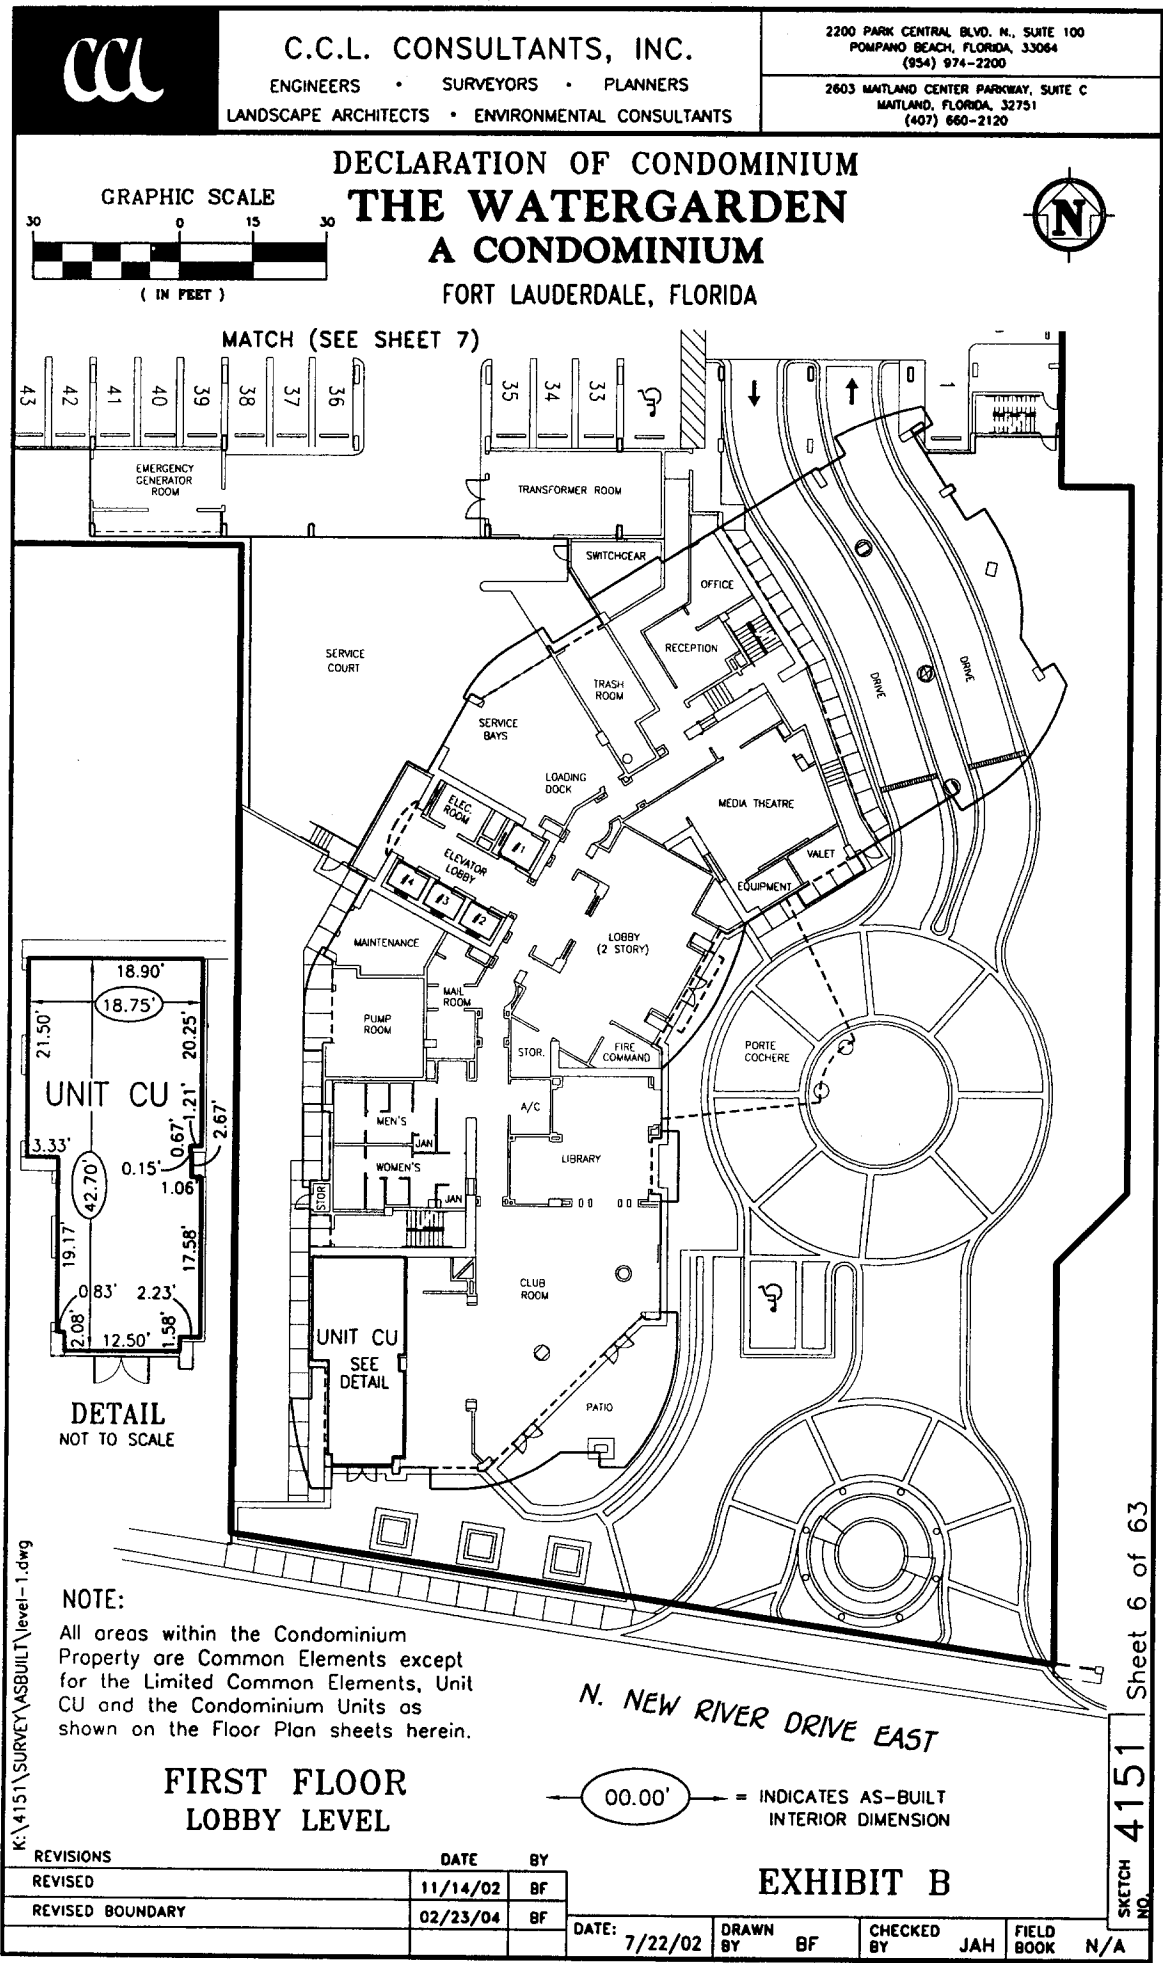 CCL
C.C.L. CONSULTANTS, INC.
ENGINEERS • SURVEYORS • PLANNERS
LANDSCAPE ARCHITECTS • ENVIRONMENTAL CONSULTANTS
2200 PARK CENTRAL BLVD. N., SUITE 100
POMPANO BEACH, FLORIDA, 33064
(954) 974-2200
2603 MAITLAND CENTER PARKWAY, SUITE C
MAITLAND, FLORIDA, 32751
(407) 660-2120
DECLARATION OF CONDOMINIUM
THE WATERGARDEN
A CONDOMINIUM
FORT LAUDERDALE, FLORIDA
GRAPHIC SCALE
30 0 15 30
( IN FEET )
N
MATCH (SEE SHEET 7)
43 42 41 40 39 38 37 36 35 34 33 1
EMERGENCY
GENERATOR
ROOM
TRANSFORMER ROOM
SWITCHGEAR
OFFICE
RECEPTION
SERVICE
COURT
TRASH
ROOM
DRIVE
DRIVE
SERVICE
BAYS
LOADING
DOCK
MEDIA THEATRE
ELEC.
ROOM
#1
ELEVATOR
LOBBY
#4
#3
#2
VALET
EQUIPMENT
MAINTENANCE
LOBBY
(2 STORY)
MAIL
ROOM
PUMP
ROOM
STOR.
FIRE
COMMAND
PORTE
COCHERE
A/C
MEN'S
JAN
LIBRARY
WOMEN'S
JAN
STOR
CLUB
ROOM
UNIT CU
SEE
DETAIL
PATIO
18.90'
18.75'
21.50'
20.25'
UNIT CU
1.21'
0.67'
2.67'
3.33'
0.15'
42.70'
1.06'
19.17'
17.58'
0.83'
2.23'
2.08'
12.50'
1.58'
DETAIL
NOT TO SCALE
NOTE:
All areas within the Condominium
Property are Common Elements except
for the Limited Common Elements, Unit
CU and the Condominium Units as
shown on the Floor Plan sheets herein.
N. NEW RIVER DRIVE EAST
FIRST FLOOR
LOBBY LEVEL
00.00' = INDICATES AS-BUILT
INTERIOR DIMENSION
K:\4151\SURVEY\ASBUILT\level-1.dwg
Sheet 6 of 63
SKETCH NO. 4151
EXHIBIT B
REVISIONS DATE BY
REVISED 11/14/02 BF
REVISED BOUNDARY 02/23/04 BF
DATE: 7/22/02
DRAWN BY BF
CHECKED BY JAH
FIELD BOOK N/A